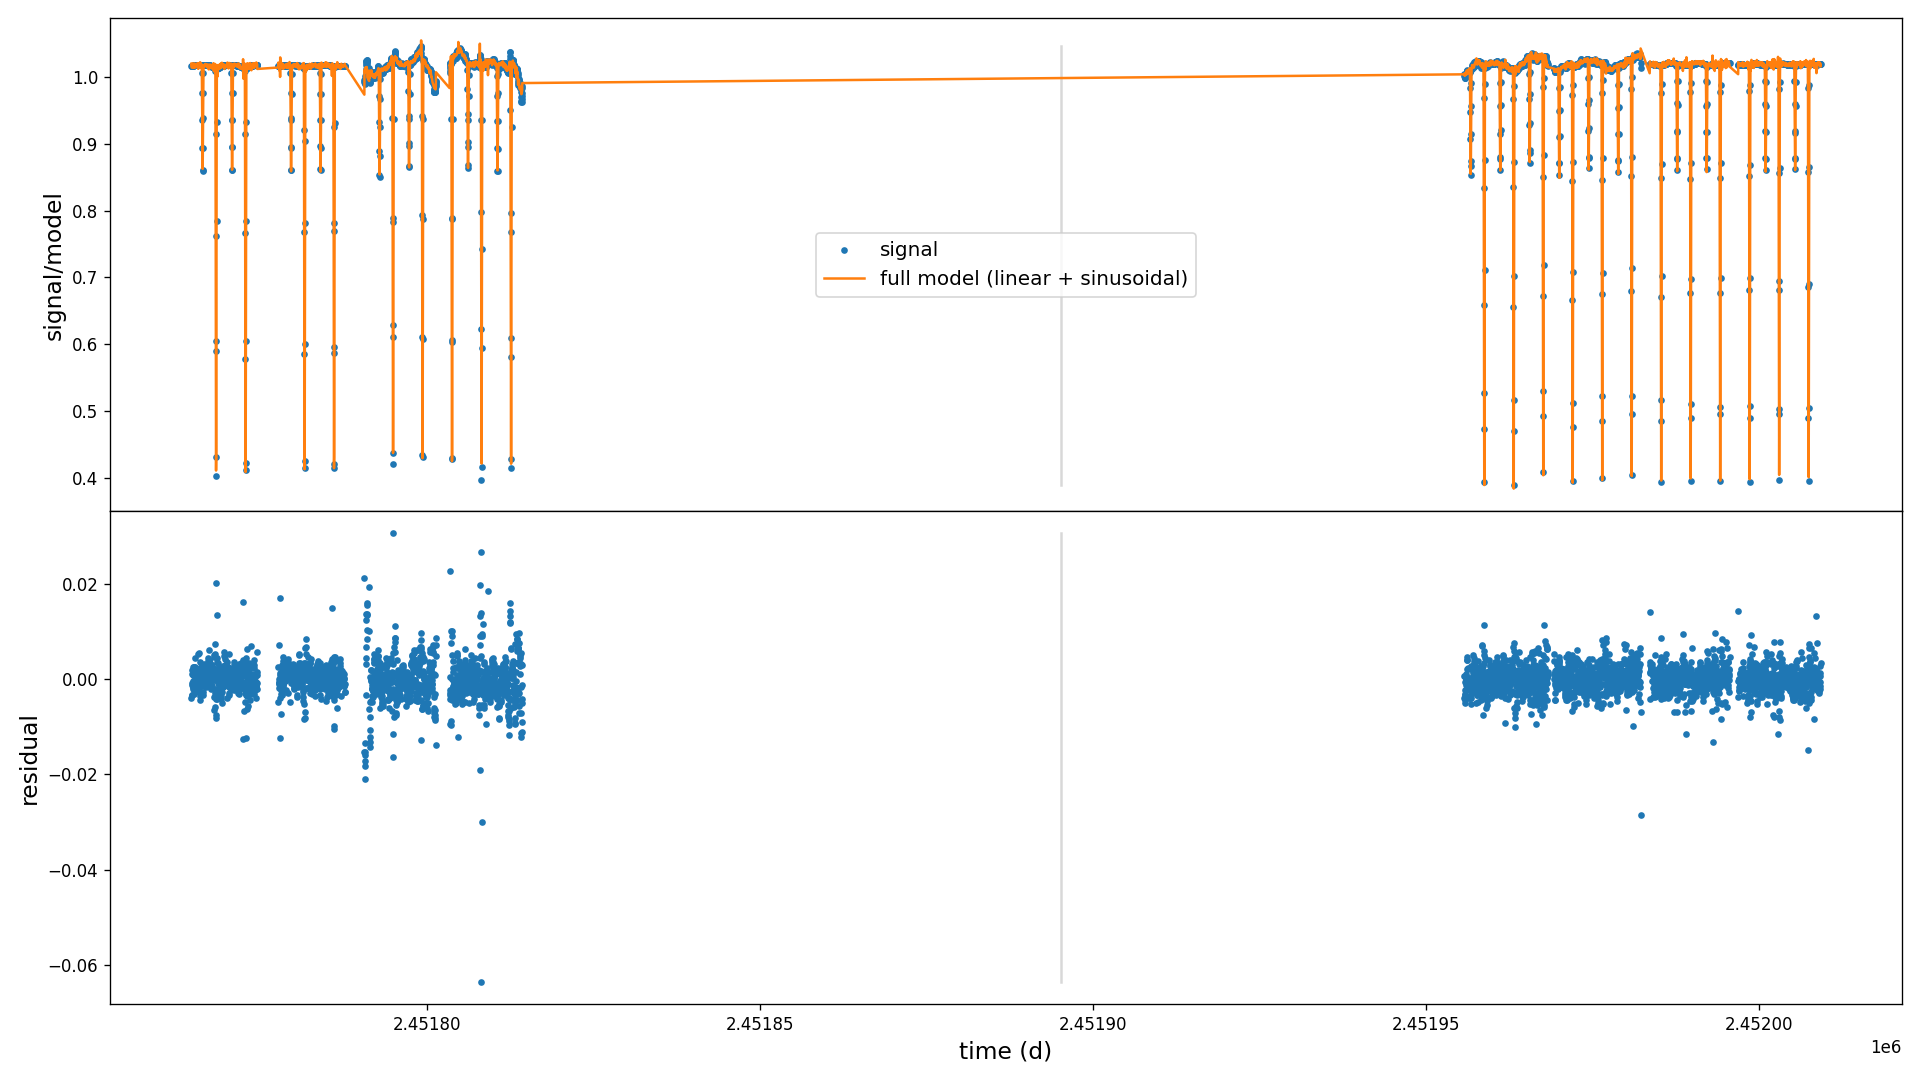 1.0
0.9
0.8
0.7
0.6
0.5
0.4
signal/model
signal
full model (linear + sinusoidal)
0.02
0.00
−0.02
−0.04
−0.06
residual
2.45180
2.45185
2.45190
2.45195
2.45200
1e6
time (d)